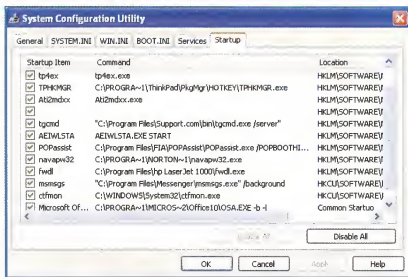 System Configuration Utility
General SYSTEM.INI WIN.INI BOOT.INI Services Startup
Startup Item Command Location
tp4ex tp4ex.exe HKLM\SOFTWARE\
TPHKMGR C:\PROGRA~1\ThinkPad\PkgMgr\HOTKEY\TPHKMGR.exe HKLM\SOFTWARE\
Ati2mdxx Ati2mdxx.exe HKLM\SOFTWARE\
HKLM\SOFTWARE\
tgcmd "C:\Program Files\Support.com\bin\tgcmd.exe /server" HKLM\SOFTWARE\
AEIWLSTA AEIWLSTA.EXE START HKLM\SOFTWARE\
POPassist C:\Program Files\FIA\POPAssist\POPassist.exe /POPBOOTHI... HKLM\SOFTWARE\
navapw32 C:\PROGRA~1\NORTON~1\navapw32.exe HKLM\SOFTWARE\
fwdl C:\Program Files\hp LaserJet 1000\fwdl.exe HKLM\SOFTWARE\
msmsgs "C:\Program Files\Messenger\msmsgs.exe" /background HKCU\SOFTWARE\
ctfmon C:\WINDOWS\System32\ctfmon.exe HKCU\SOFTWARE\
Microsoft Of... C:\PROGRA~1\MICROS~2\Office10\OSA.EXE -b -l Common Startup
Disable All
OK Cancel Apply Help